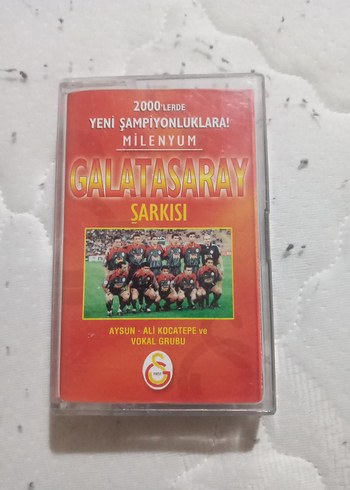 2000'LERDE
YENİ ŞAMPİYONLUKLARA!
MİLENYUM
GALATASARAY
ŞARKISI
AYSUN - ALİ KOCATEPE ve
VOKAL GRUBU